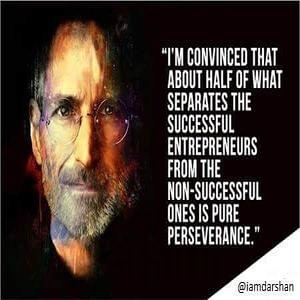 “I'M CONVINCED THAT
ABOUT HALF OF WHAT
SEPARATES THE
SUCCESSFUL
ENTREPRENEURS
FROM THE
NON-SUCCESSFUL
ONES IS PURE
PERSEVERANCE.”
@iamdarshan